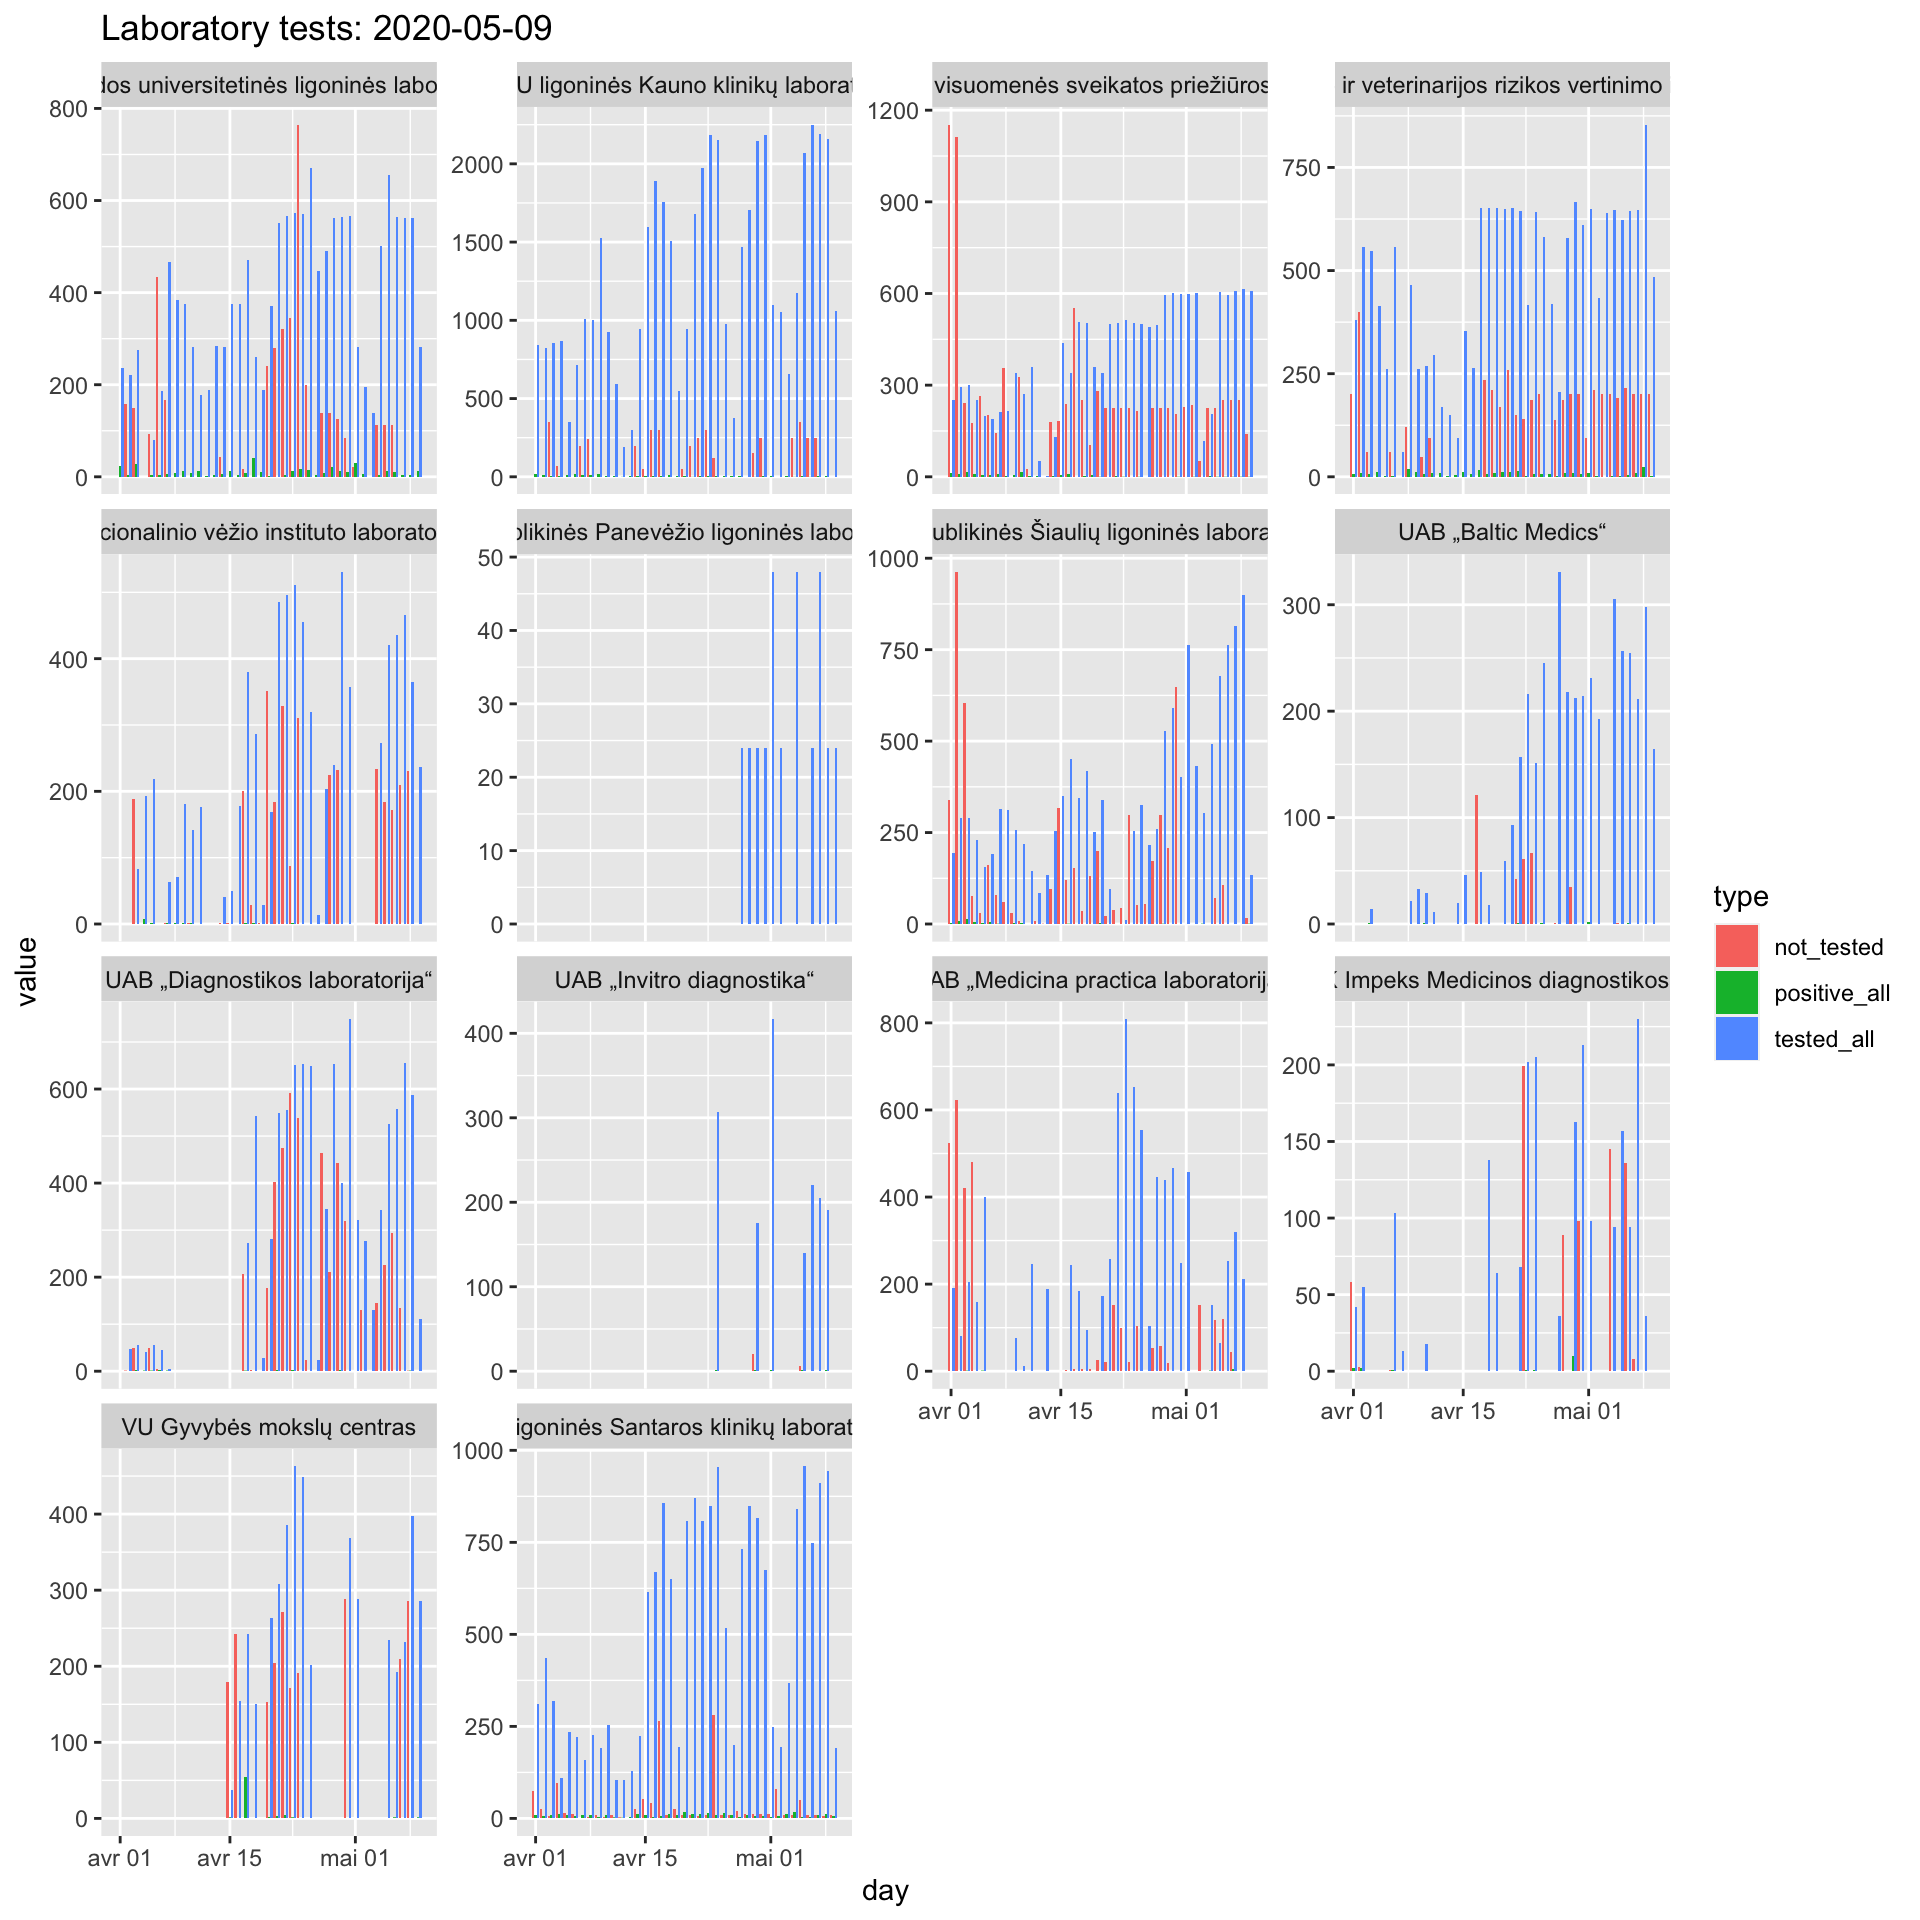 Laboratory tests: 2020-05-09
dos universitetinės ligoninės labo
U ligoninės Kauno klinikų laborat
visuomenės sveikatos priežiūros
ir veterinarijos rizikos vertinimo
800
600
400
200
0
2000
1500
1000
500
0
1200
900
600
300
0
750
500
250
0
cionalinio vėžio instituto laborato
blikinės Panevėžio ligoninės labo
ublikinės Šiaulių ligoninės labora
UAB „Baltic Medics“
400
200
0
50
40
30
20
10
0
1000
750
500
250
0
300
200
100
0
UAB „Diagnostikos laboratorija“
UAB „Invitro diagnostika“
AB „Medicina practica laboratorij
K Impeks Medicinos diagnostikos
600
400
200
0
400
300
200
100
0
800
600
400
200
0
avr 01 avr 15 mai 01
200
150
100
50
0
avr 01 avr 15 mai 01
VU Gyvybės mokslų centras
ligoninės Santaros klinikų laborat
400
300
200
100
0
avr 01 avr 15 mai 01
1000
750
500
250
0
avr 01 avr 15 mai 01
value
day
type
not_tested
positive_all
tested_all